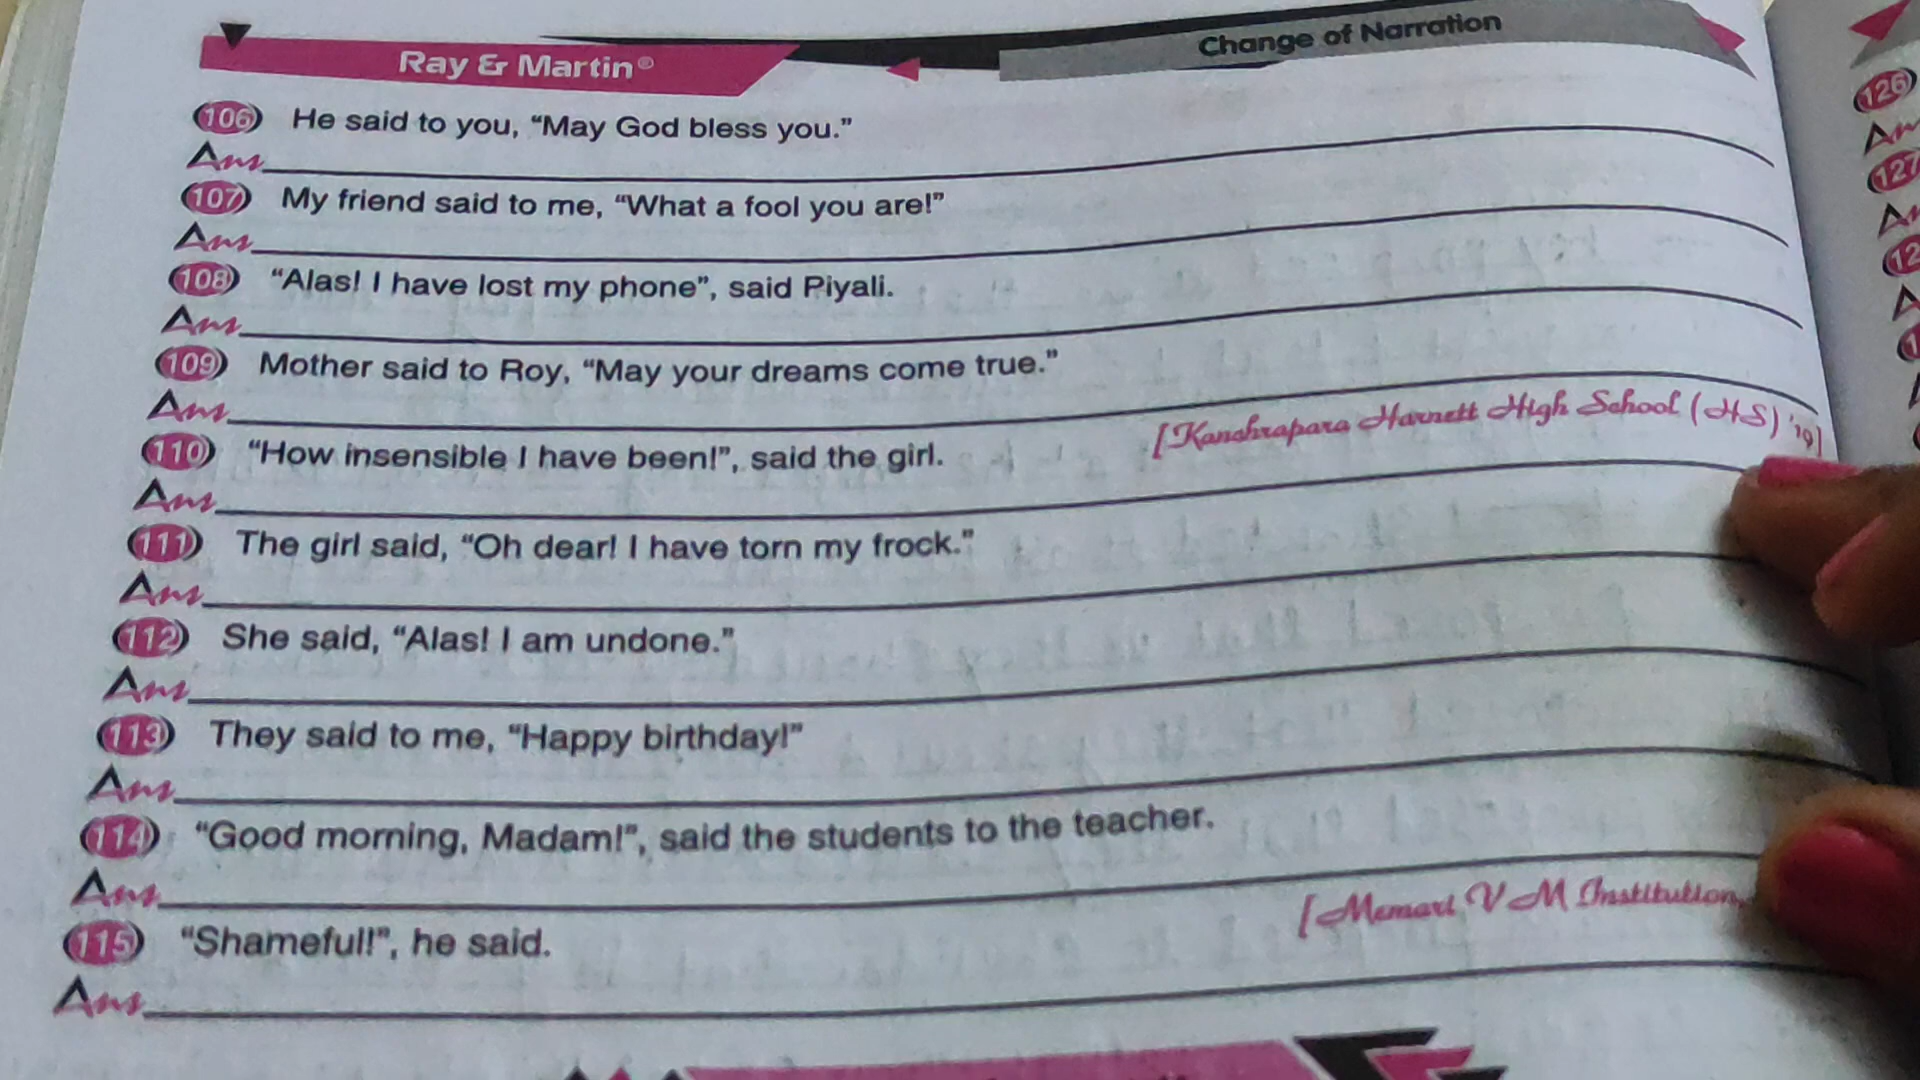 Ray & Martin®
Change of Narration
106 He said to you, “May God bless you.”
Ans
107 My friend said to me, “What a fool you are!”
Ans
108 “Alas! I have lost my phone”, said Piyali.
Ans
109 Mother said to Roy, “May your dreams come true.”
Ans
[Kanchrapara Harnett High School (HS) '19]
110 “How insensible I have been!”, said the girl.
Ans
111 The girl said, “Oh dear! I have torn my frock.”
Ans
112 She said, “Alas! I am undone.”
Ans
113 They said to me, “Happy birthday!”
Ans
114 “Good morning, Madam!”, said the students to the teacher.
Ans
[Memari V M Institution,
115 “Shameful!”, he said.
Ans
126
127